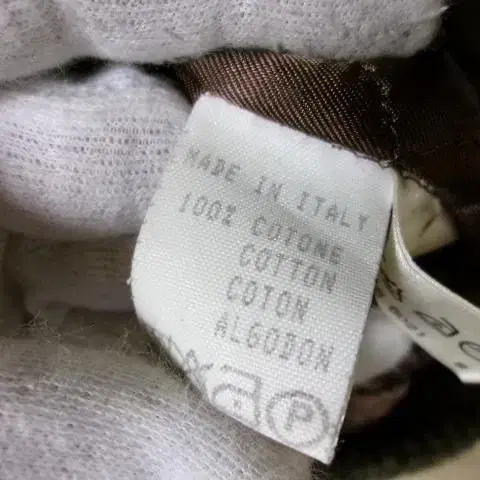 MADE IN ITALY
100% COTONE
COTTON
COTON
ALGODON
P